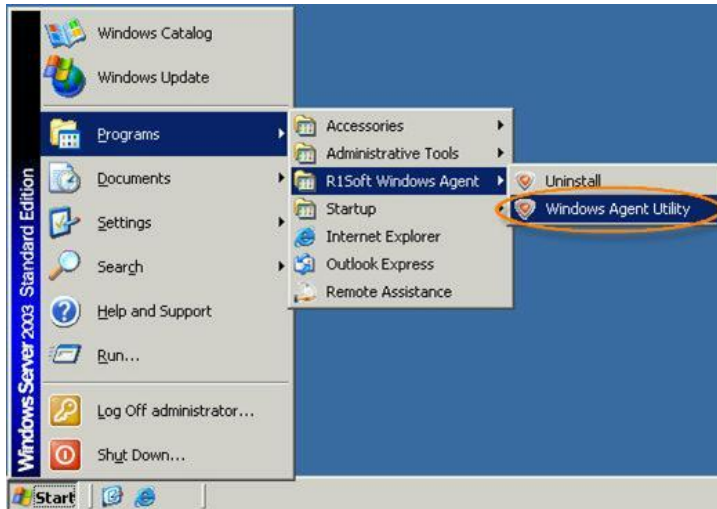 Windows Catalog
Windows Update
Programs
Documents
Settings
Search
Help and Support
Run...
Log Off administrator...
Shut Down...
Windows Server 2003 Standard Edition
Accessories
Administrative Tools
R1Soft Windows Agent
Startup
Internet Explorer
Outlook Express
Remote Assistance
Uninstall
Windows Agent Utility
Start